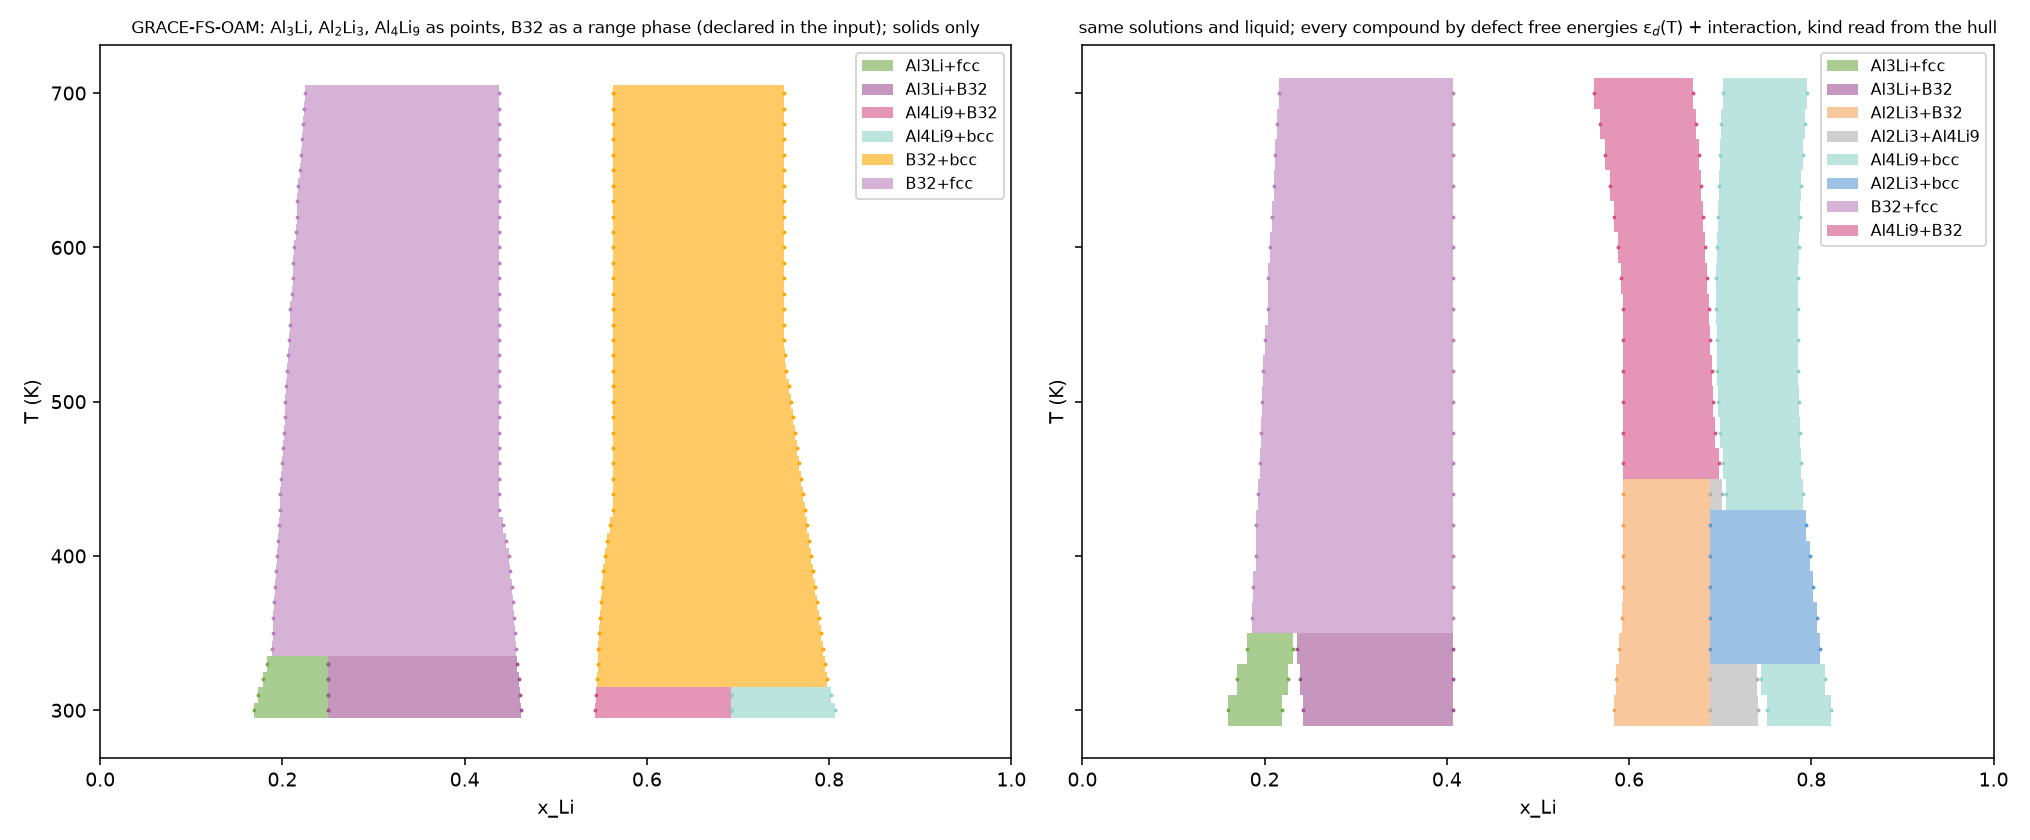 GRACE-FS-OAM: Al₃Li, Al₂Li₃, Al₄Li₉ as points, B32 as a range phase (declared in the input); solids only
Al3Li+fcc
Al3Li+B32
Al4Li9+B32
Al4Li9+bcc
B32+bcc
B32+fcc
700
600
500
400
300
T (K)
0.0
0.2
0.4
0.6
0.8
1.0
x_Li
same solutions and liquid; every compound by defect free energies ε_d(T) + interaction, kind read from the hull
Al3Li+fcc
Al3Li+B32
Al2Li3+B32
Al2Li3+Al4Li9
Al4Li9+bcc
Al2Li3+bcc
B32+fcc
Al4Li9+B32
T (K)
0.0
0.2
0.4
0.6
0.8
1.0
x_Li